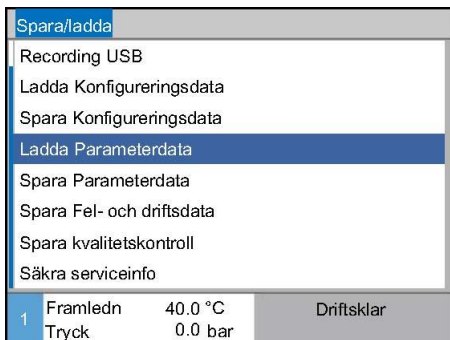 Spara/ladda
Recording USB
Ladda Konfigureringsdata
Spara Konfigureringsdata
Ladda Parameterdata
Spara Parameterdata
Spara Fel- och driftsdata
Spara kvalitetskontroll
Säkra serviceinfo
1 Framledn 40.0 °C Driftsklar
Tryck 0.0 bar